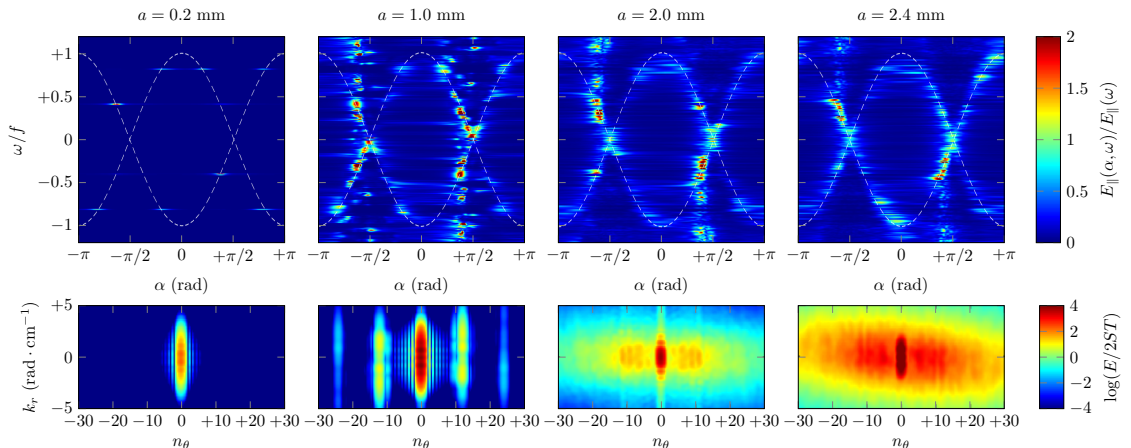 a = 0.2 mm a = 1.0 mm a = 2.0 mm a = 2.4 mm
ω/f
+1
+0.5
0
−0.5
−1
−π −π/2 0 +π/2 +π
−π −π/2 0 +π/2 +π
−π −π/2 0 +π/2 +π
−π −π/2 0 +π/2 +π
α (rad) α (rad) α (rad) α (rad)
2
1.5
1
0.5
0
E∥(α, ω)/E∥(ω)
k_r (rad · cm⁻¹)
+5
0
−5
−30 −20 −10 0 +10 +20 +30
−30 −20 −10 0 +10 +20 +30
−30 −20 −10 0 +10 +20 +30
−30 −20 −10 0 +10 +20 +30
n_θ n_θ n_θ n_θ
4
2
0
−2
−4
log(E/2ST)